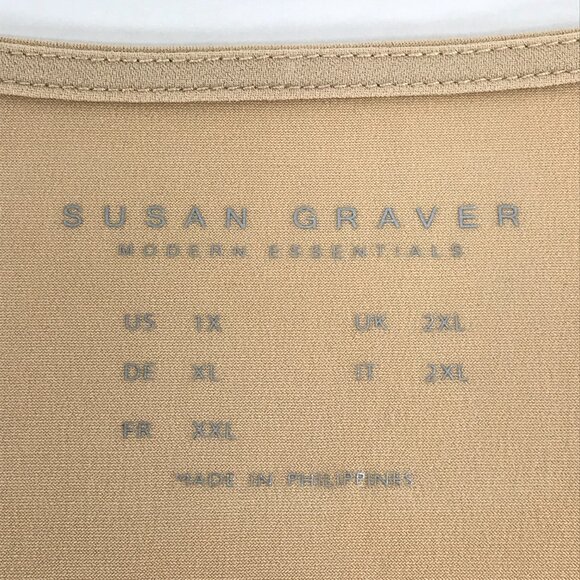 SUSAN GRAVER
MODERN ESSENTIALS
US 1X UK 2XL
DE XL IT 2XL
FR XXL
MADE IN PHILIPPINES